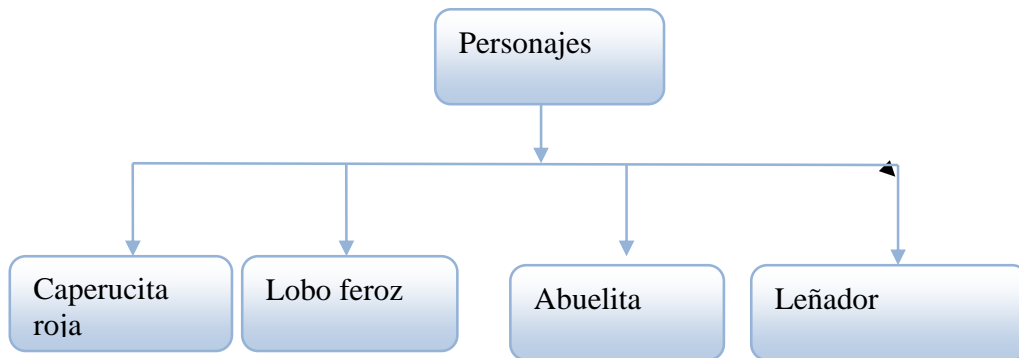 Personajes
Caperucita
roja
Lobo feroz
Abuelita
Leñador